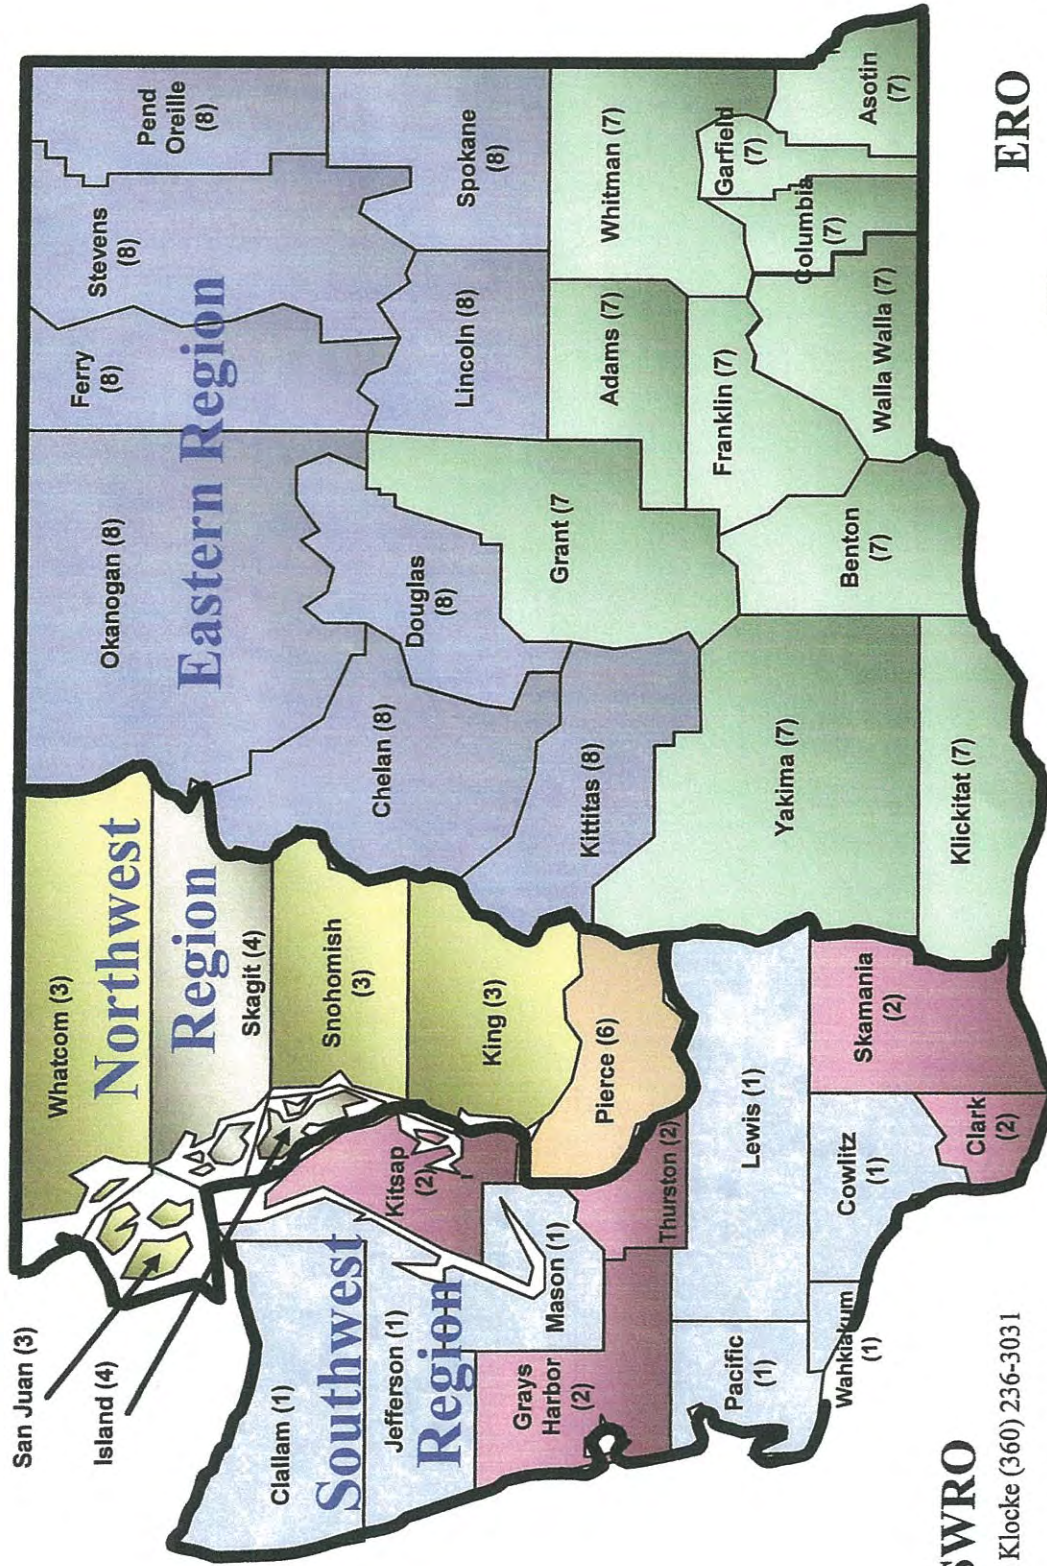 San Juan (3)
Island (4)
Whatcom (3)
Northwest
Region
Skagit (4)
Snohomish
(3)
King (3)
Pierce (6)
Clallam (1)
Southwest
Jefferson (1)
Region
Kitsap
(2)
Mason (1)
Grays
Harbor
(2)
Thurston (2)
Lewis (1)
Pacific
(1)
Wahkiakum
(1)
Cowlitz
(1)
Clark
(2)
Skamania
(2)
Okanogan (8)
Eastern Region
Ferry
(8)
Stevens
(8)
Pend
Oreille
(8)
Chelan (8)
Douglas
(8)
Lincoln (8)
Spokane
(8)
Kittitas (8)
Grant (7
Adams (7)
Whitman (7)
Yakima (7)
Franklin (7)
Garfield
(7)
Columbia
(7)
Asotin
(7)
Benton
(7)
Walla Walla (7)
Klickitat (7)
SWRO
Klocke (360) 236-3031
ERO